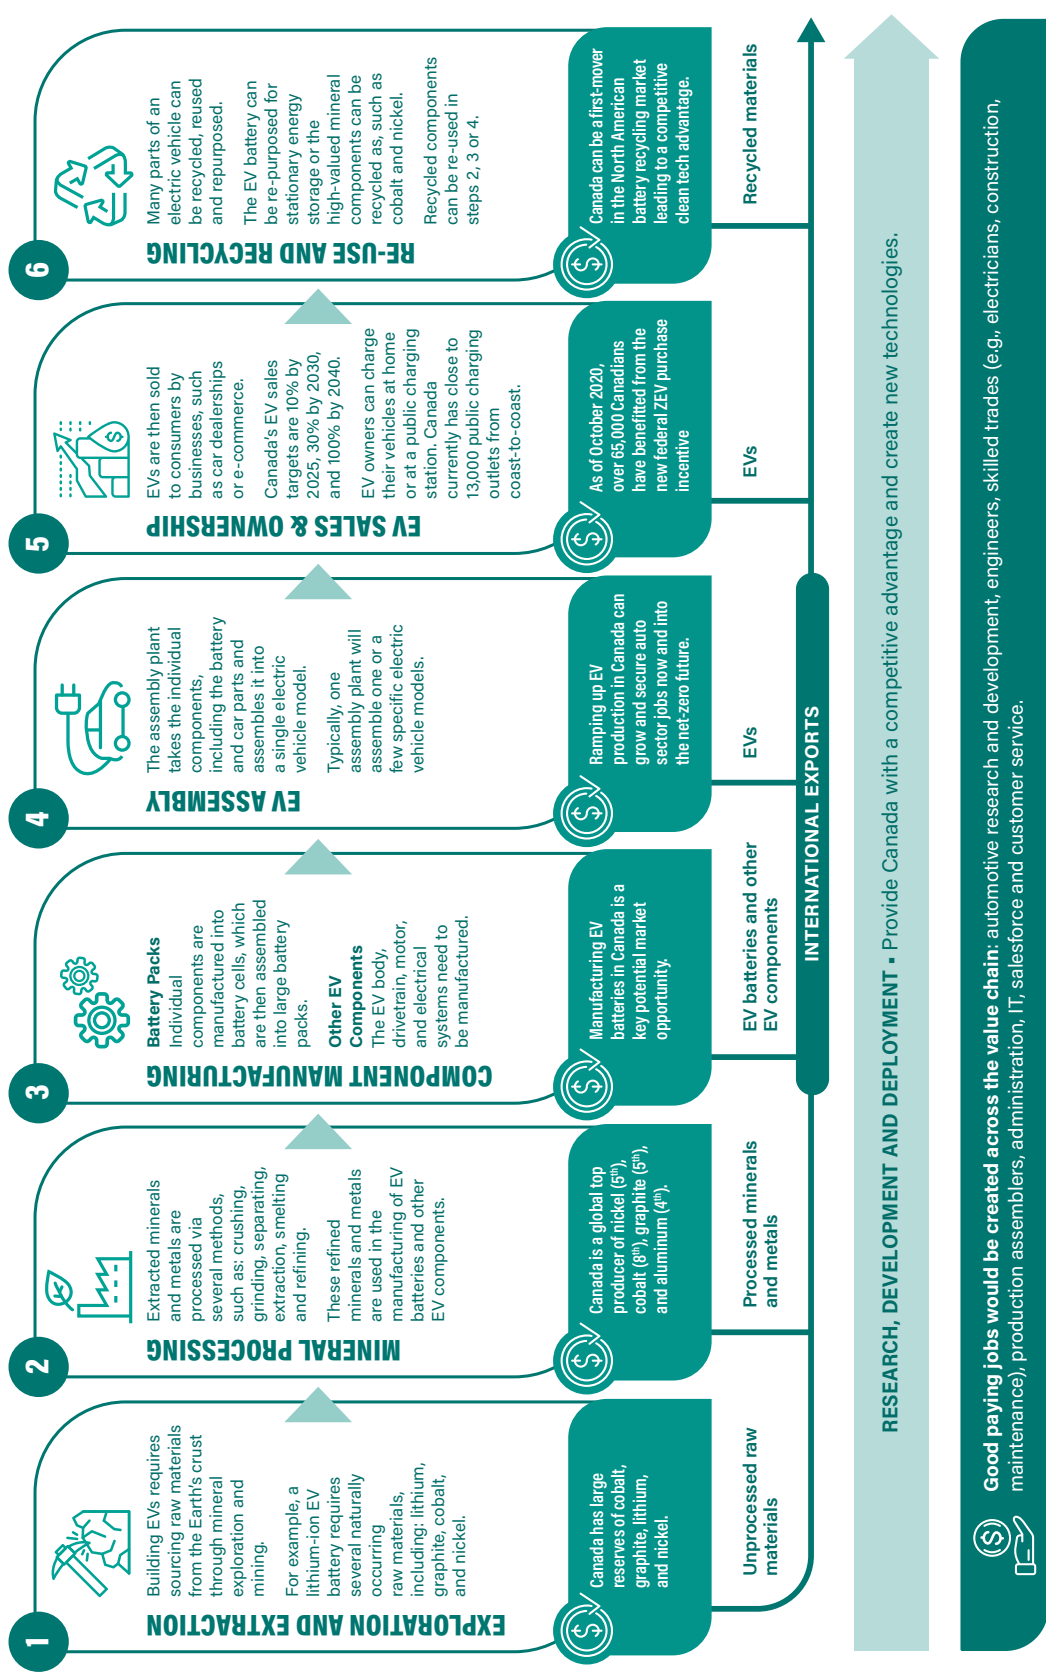 1
EXPLORATION AND EXTRACTION
Building EVs requires
sourcing raw materials
from the Earth's crust
through mineral
exploration and
mining.
For example, a
lithium-ion EV
battery requires
several naturally
occurring
raw materials,
including: lithium,
graphite, cobalt,
and nickel.
Canada has large
reserves of cobalt,
graphite, lithium,
and nickel.
Unprocessed raw
materials
2
MINERAL PROCESSING
Extracted minerals
and metals are
processed via
several methods,
such as: crushing,
grinding, separating,
extraction, smelting
and refining.
These refined
minerals and metals
are used in the
manufacturing of EV
batteries and other
EV components.
Canada is a global top
producer of nickel (5th),
cobalt (8th), graphite (5th),
and aluminum (4th).
Processed minerals
and metals
3
COMPONENT MANUFACTURING
Battery Packs
Individual
components are
manufactured into
battery cells, which
are then assembled
into large battery
packs.
Other EV
Components
The EV body,
drivetrain, motor,
and electrical
systems need to
be manufactured.
Manufacturing EV
batteries in Canada is a
key potential market
opportunity.
EV batteries and other
EV components
4
EV ASSEMBLY
The assembly plant
takes the individual
components,
including the battery
and car parts and
assembles it into
a single electric
vehicle model.
Typically, one
assembly plant will
assemble one or a
few specific electric
vehicle models.
Ramping up EV
production in Canada can
grow and secure auto
sector jobs now and into
the net-zero future.
EVs
5
EV SALES & OWNERSHIP
EVs are then sold
to consumers by
businesses, such
as car dealerships
or e-commerce.
Canada's EV sales
targets are 10% by
2025, 30% by 2030,
and 100% by 2040.
EV owners can charge
their vehicles at home
or at a public charging
station. Canada
currently has close to
13,000 public charging
outlets from
coast-to-coast.
As of October 2020,
over 65,000 Canadians
have benefitted from the
new federal ZEV purchase
incentive
EVs
6
RE-USE AND RECYCLING
Many parts of an
electric vehicle can
be recycled, reused
and repurposed.
The EV battery can
be re-purposed for
stationary energy
storage or the
high-valued mineral
components can be
recycled as, such as
cobalt and nickel.
Recycled components
can be re-used in
steps 2, 3 or 4.
Canada can be a first-mover
in the North American
battery recycling market
leading to a competitive
clean tech advantage.
Recycled materials
INTERNATIONAL EXPORTS
RESEARCH, DEVELOPMENT AND DEPLOYMENT ▪ Provide Canada with a competitive advantage and create new technologies.
Good paying jobs would be created across the value chain: automotive research and development, engineers, skilled trades (e.g., electricians, construction,
maintenance), production assemblers, administration, IT, salesforce and customer service.